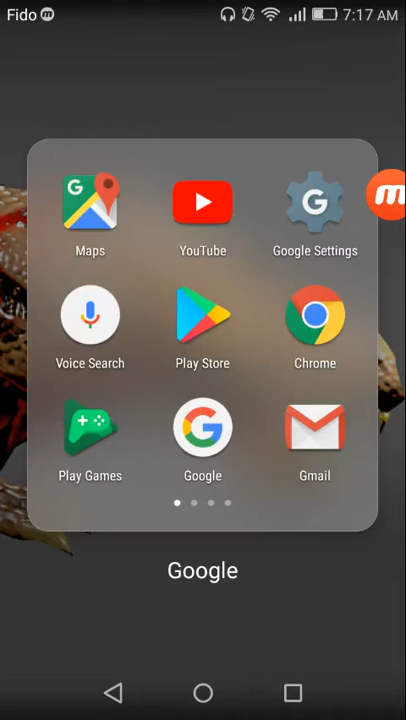 Fido 7:17 AM
G
Maps YouTube Google Settings
Voice Search Play Store Chrome
Play Games Google Gmail
Google